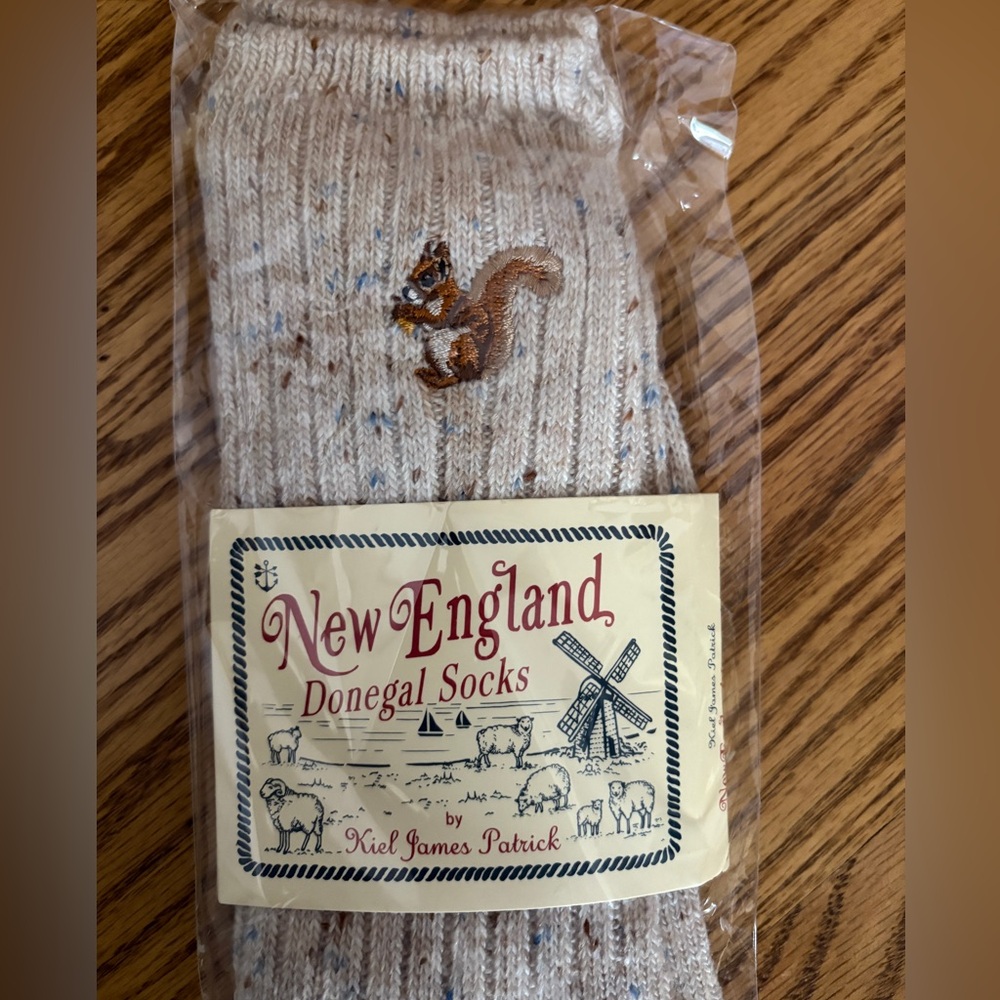 New England
Donegal Socks
by
Kiel James Patrick
Kiel James Patrick